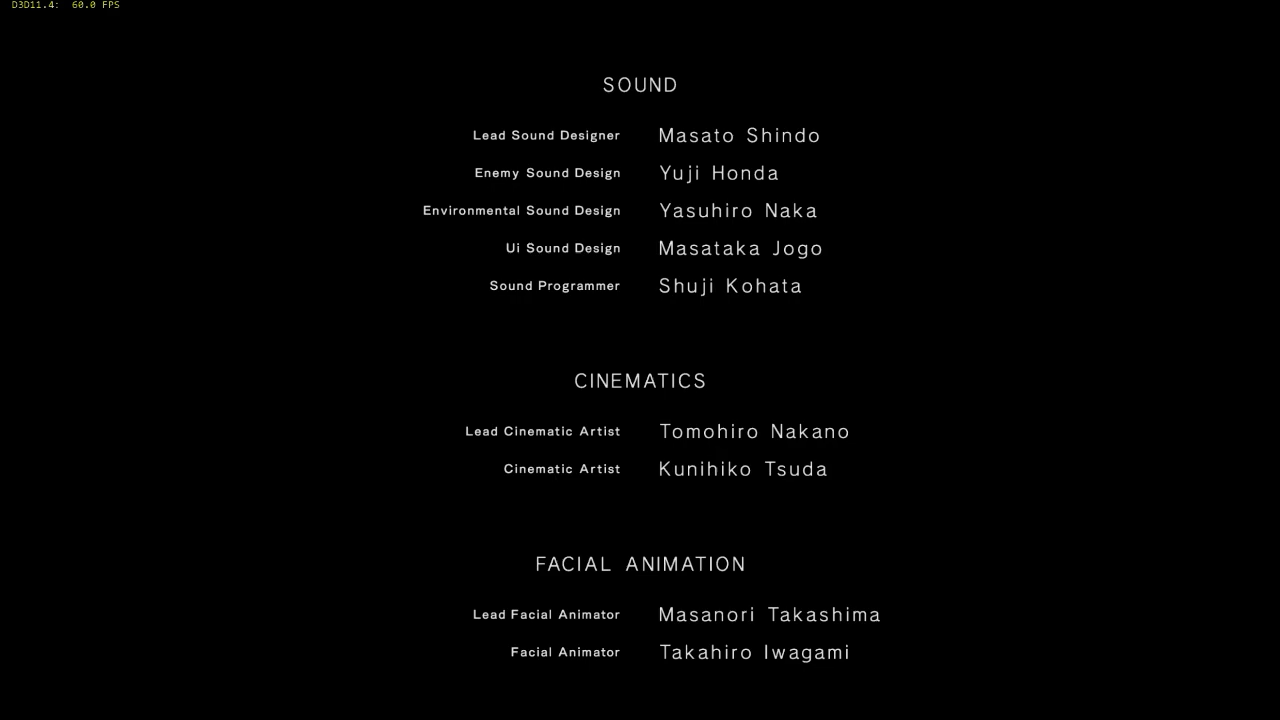 D3D11.4: 60.0 FPS
SOUND
Lead Sound Designer Masato Shindo
Enemy Sound Design Yuji Honda
Environmental Sound Design Yasuhiro Naka
Ui Sound Design Masataka Jogo
Sound Programmer Shuji Kohata
CINEMATICS
Lead Cinematic Artist Tomohiro Nakano
Cinematic Artist Kunihiko Tsuda
FACIAL ANIMATION
Lead Facial Animator Masanori Takashima
Facial Animator Takahiro Iwagami